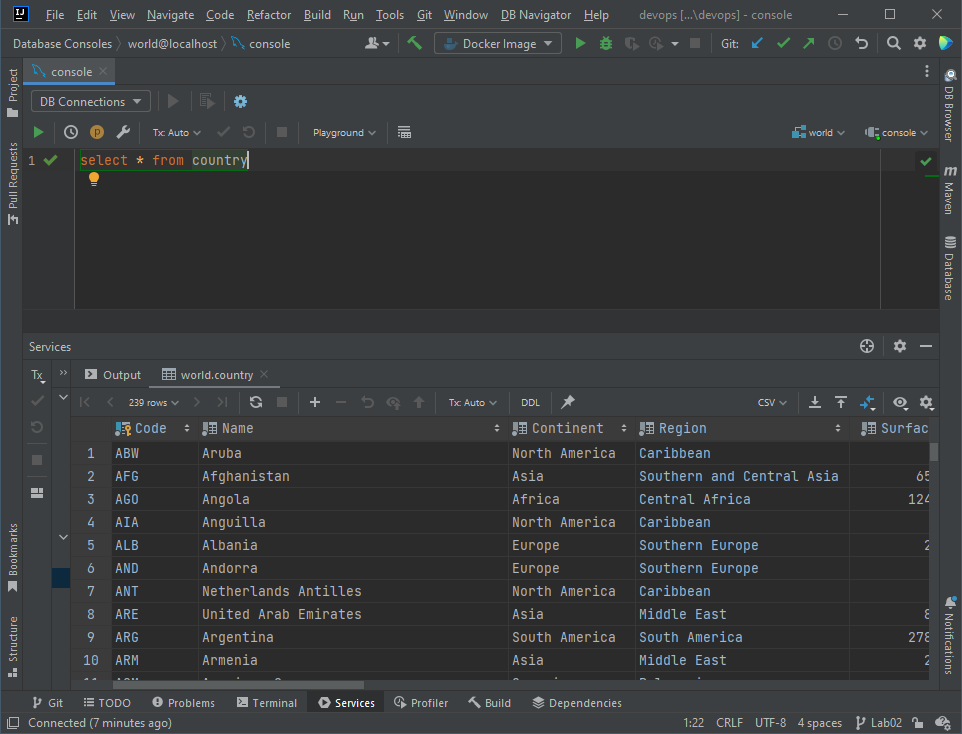 IJ File Edit View Navigate Code Refactor Build Run Tools Git Window DB Navigator Help devops [...\devops] - console
Database Consoles world@localhost console Docker Image Git:
console
DB Connections
Tx: Auto Playground world console
1 select * from country
Project
Pull Requests
Bookmarks
Structure
DB Browser
m Maven
Database
Notifications
Services
Tx Output world.country
239 rows Tx: Auto DDL CSV
Code Name Continent Region Surfac
1 ABW Aruba North America Caribbean
2 AFG Afghanistan Asia Southern and Central Asia 65
3 AGO Angola Africa Central Africa 124
4 AIA Anguilla North America Caribbean
5 ALB Albania Europe Southern Europe 2
6 AND Andorra Europe Southern Europe
7 ANT Netherlands Antilles North America Caribbean
8 ARE United Arab Emirates Asia Middle East 8
9 ARG Argentina South America South America 278
10 ARM Armenia Asia Middle East 2
Git TODO Problems Terminal Services Profiler Build Dependencies
Connected (7 minutes ago) 1:22 CRLF UTF-8 4 spaces Lab02